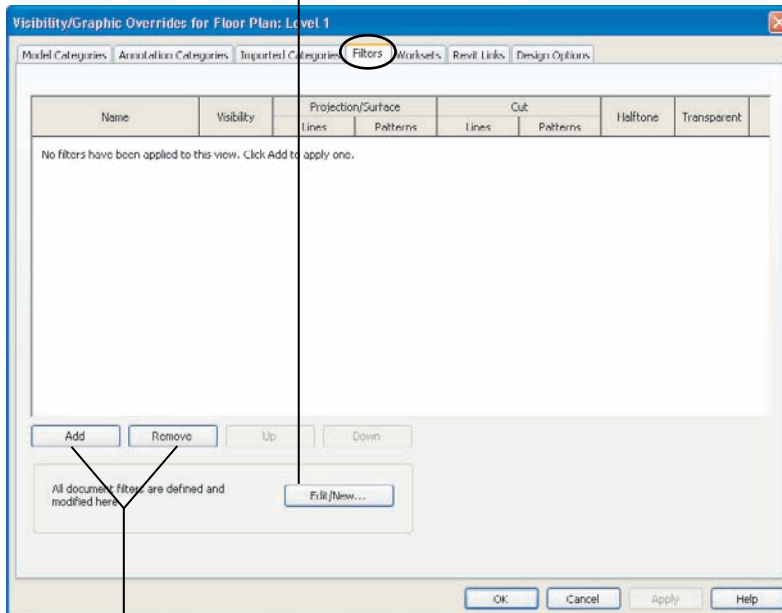 Visibility/Graphic Overrides for Floor Plan: Level 1
Model Categories Annotation Categories Imported Categories Filters Worksets Revit Links Design Options
Name Visibility Projection/Surface Cut Halftone Transparent
Lines Patterns Lines Patterns
No filters have been applied to this view. Click Add to apply one.
Add Remove Up Down
All document filters are defined and
modified here
Edit/New...
OK Cancel Apply Help